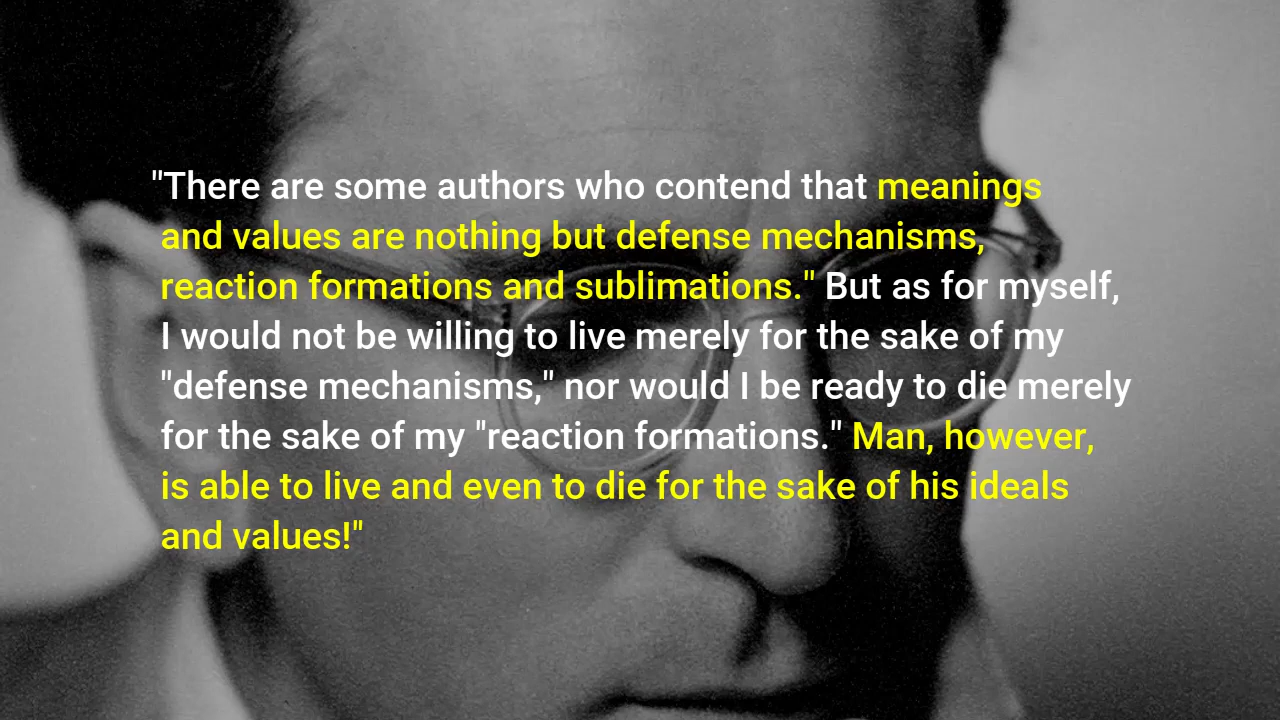 "There are some authors who contend that meanings
and values are nothing but defense mechanisms,
reaction formations and sublimations." But as for myself,
I would not be willing to live merely for the sake of my
"defense mechanisms," nor would I be ready to die merely
for the sake of my "reaction formations." Man, however,
is able to live and even to die for the sake of his ideals
and values!"